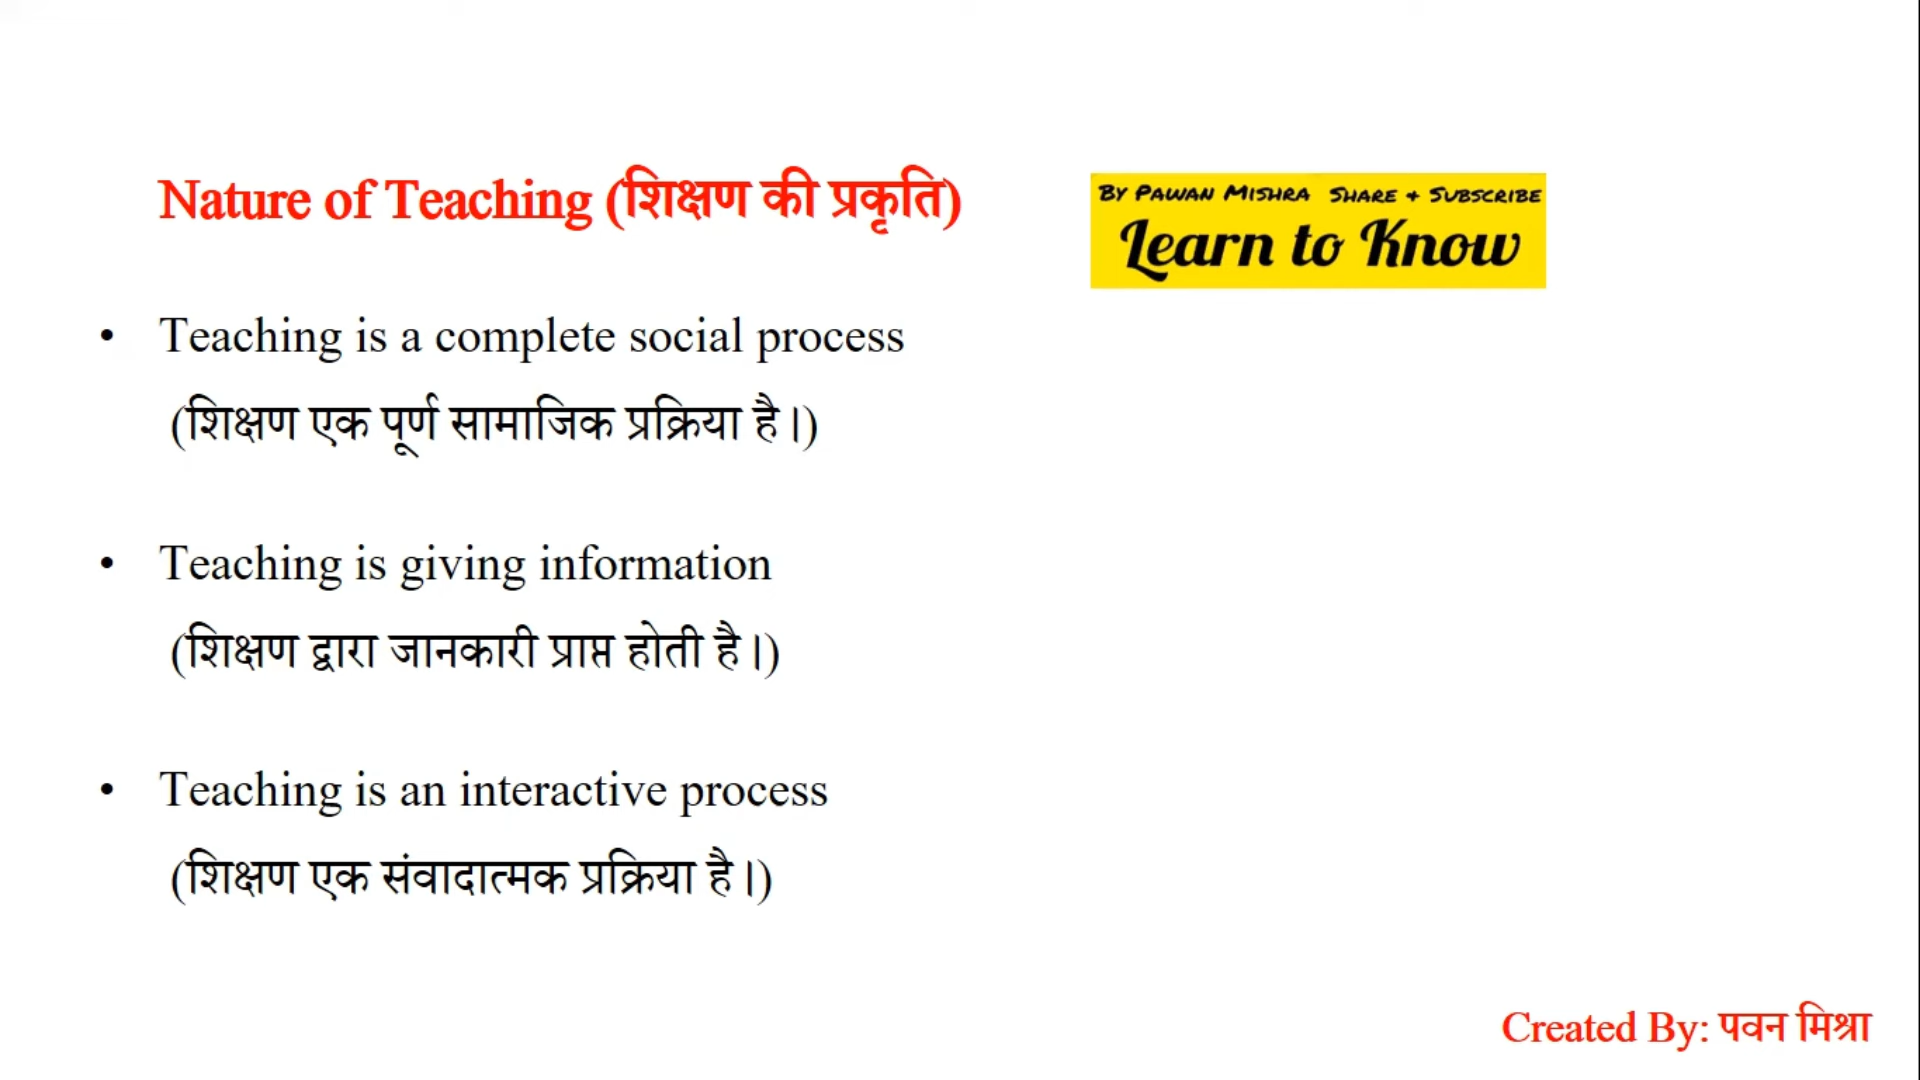 Nature of Teaching (शिक्षण की प्रकृति)
By Pawan Mishra Share + Subscribe
Learn to Know
• Teaching is a complete social process
(शिक्षण एक पूर्ण सामाजिक प्रक्रिया है।)
• Teaching is giving information
(शिक्षण द्वारा जानकारी प्राप्त होती है।)
• Teaching is an interactive process
(शिक्षण एक संवादात्मक प्रक्रिया है।)
Created By: पवन मिश्रा